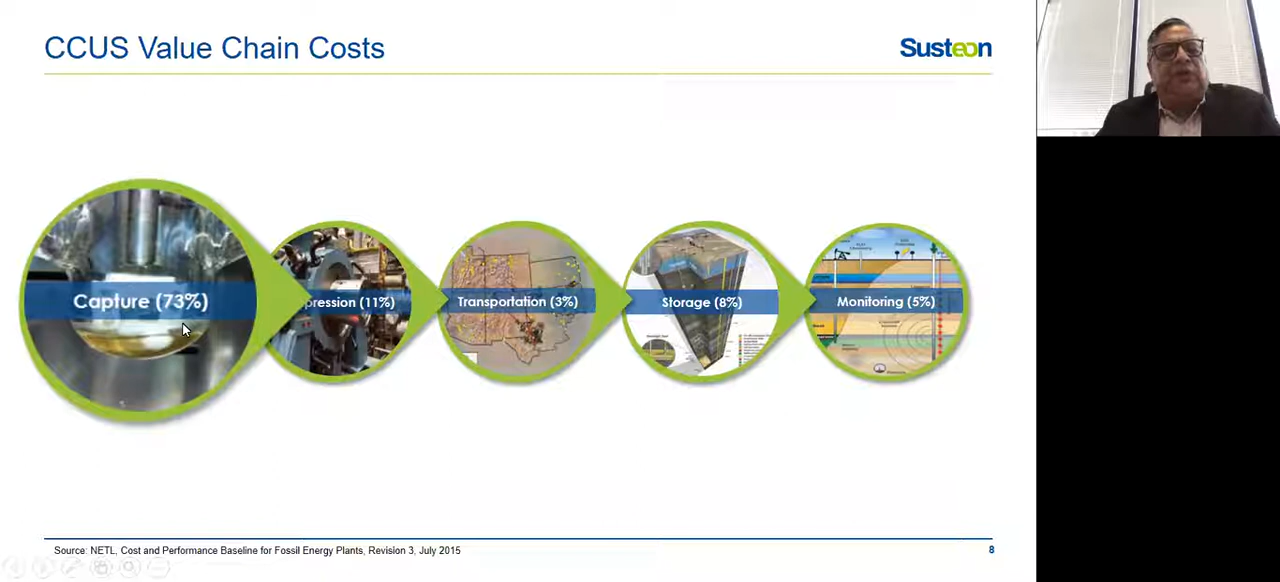 CCUS Value Chain Costs
Susteon
Capture (73%)
pression (11%)
Transportation (3%)
Storage (8%)
Monitoring (5%)
Source: NETL, Cost and Performance Baseline for Fossil Energy Plants, Revision 3, July 2015
8